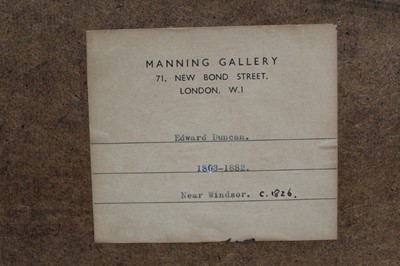 MANNING GALLERY
71, NEW BOND STREET,
LONDON, W.1
Edward Duncan.
1803-1882.
Near Windsor. c. 1826.